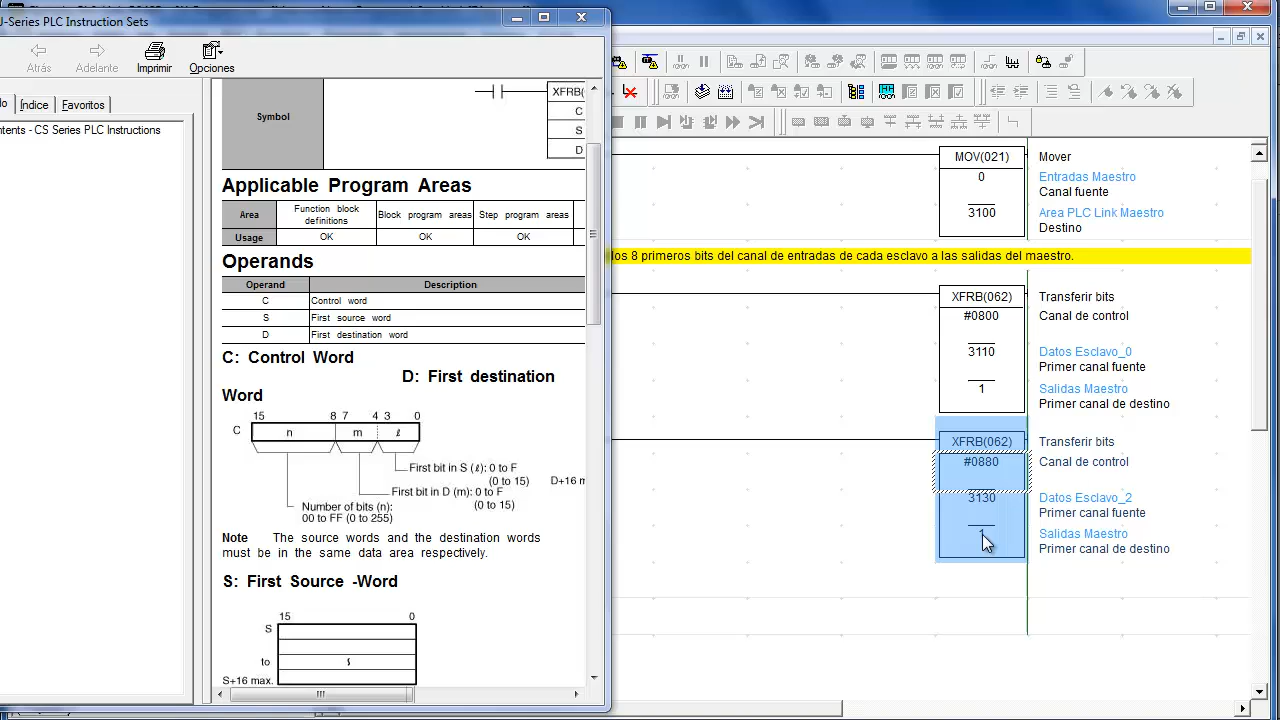 J-Series PLC Instruction Sets
Atrás
Adelante
Imprimir
Opciones
Índice
Favoritos
ntents - CS Series PLC Instructions
Symbol
XFRB(
C
S
D
Applicable Program Areas
Area
Function block definitions
Block program areas
Step program areas
Usage
OK
OK
OK
Operands
Operand
Description
C
Control word
S
First source word
D
First destination word
C: Control Word
D: First destination
Word
15
8 7
4 3
0
C
n
m
ℓ
First bit in S (ℓ): 0 to F
(0 to 15)
D+16 m
First bit in D (m): 0 to F
(0 to 15)
Number of bits (n):
00 to FF (0 to 255)
Note The source words and the destination words
must be in the same data area respectively.
S: First Source -Word
15
0
S
to
S+16 max.
MOV(021)
Mover
0
Entradas Maestro
Canal fuente
3100
Area PLC Link Maestro
Destino
los 8 primeros bits del canal de entradas de cada esclavo a las salidas del maestro.
XFRB(062)
Transferir bits
#0800
Canal de control
3110
Datos Esclavo_0
Primer canal fuente
1
Salidas Maestro
Primer canal de destino
XFRB(062)
Transferir bits
#0880
Canal de control
3130
Datos Esclavo_2
Primer canal fuente
Salidas Maestro
Primer canal de destino